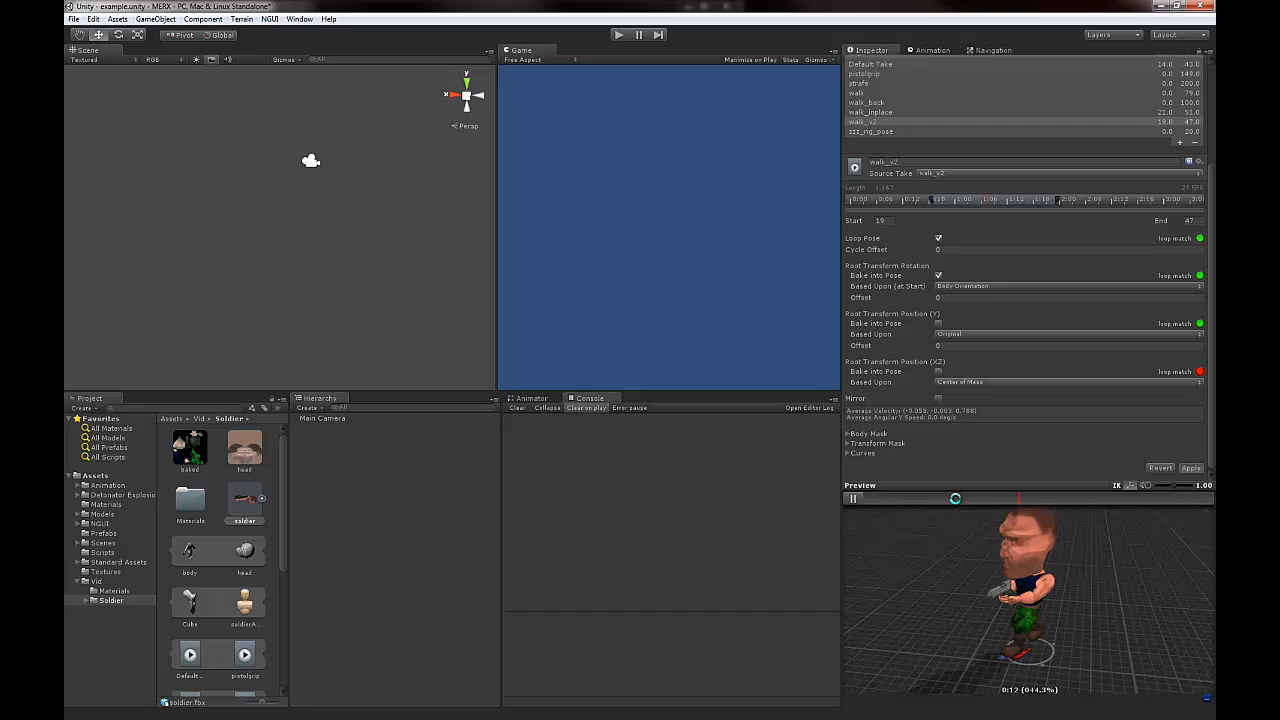 Unity - example.unity - MERX - PC, Mac & Linux Standalone*
File Edit Assets GameObject Component Terrain NGUI Window Help
Pivot Global Layers Layout
Scene
Textured RGB Gizmos All
y
x
Persp
Game
Free Aspect Maximize on Play Stats Gizmos
Inspector Animation Navigation
Default Take 14.0 43.0
pistolgrip 0.0 149.0
strafe 0.0 200.0
walk 0.0 79.0
walk_back 0.0 100.0
walk_inplace 21.0 51.0
walk_v2 19.0 47.0
zzz_rig_pose 0.0 20.0
+ -
walk_v2
Source Take walk_v2
Length 1.167 24 FPS
0:00 0:06 0:12 0:18 1:00 1:06 1:12 1:18 2:00 2:06 2:12 2:18 3:0
Start 19 End 47
Loop Pose loop match
Cycle Offset 0
Root Transform Rotation
Bake into Pose loop match
Based Upon (at Start) Body Orientation
Offset 0
Root Transform Position (Y)
Bake into Pose loop match
Based Upon Original
Offset 0
Root Transform Position (XZ)
Bake into Pose loop match
Based Upon Center of Mass
Mirror
Average Velocity: (-0.053, -0.003, 0.788)
Average Angular Y Speed: 0.0 deg/s
Body Mask
Transform Mask
Curves
Revert Apply
Preview IK 1.00
0:12 (044.3%)
Project
Create
Favorites
All Materials
All Models
All Prefabs
All Scripts
Assets
Animation
Detonator Explosio
Materials
Models
NGUI
Prefabs
Scenes
Scripts
Standard Assets
Textures
Vid
Materials
Soldier
Assets Vid Soldier
baked head
Materials soldier
body head
Cube soldierA...
Default... pistolgrip
soldier.fbx
Hierarchy
Create All
Main Camera
Animator Console
Clear Collapse Clear on play Error pause Open Editor Log